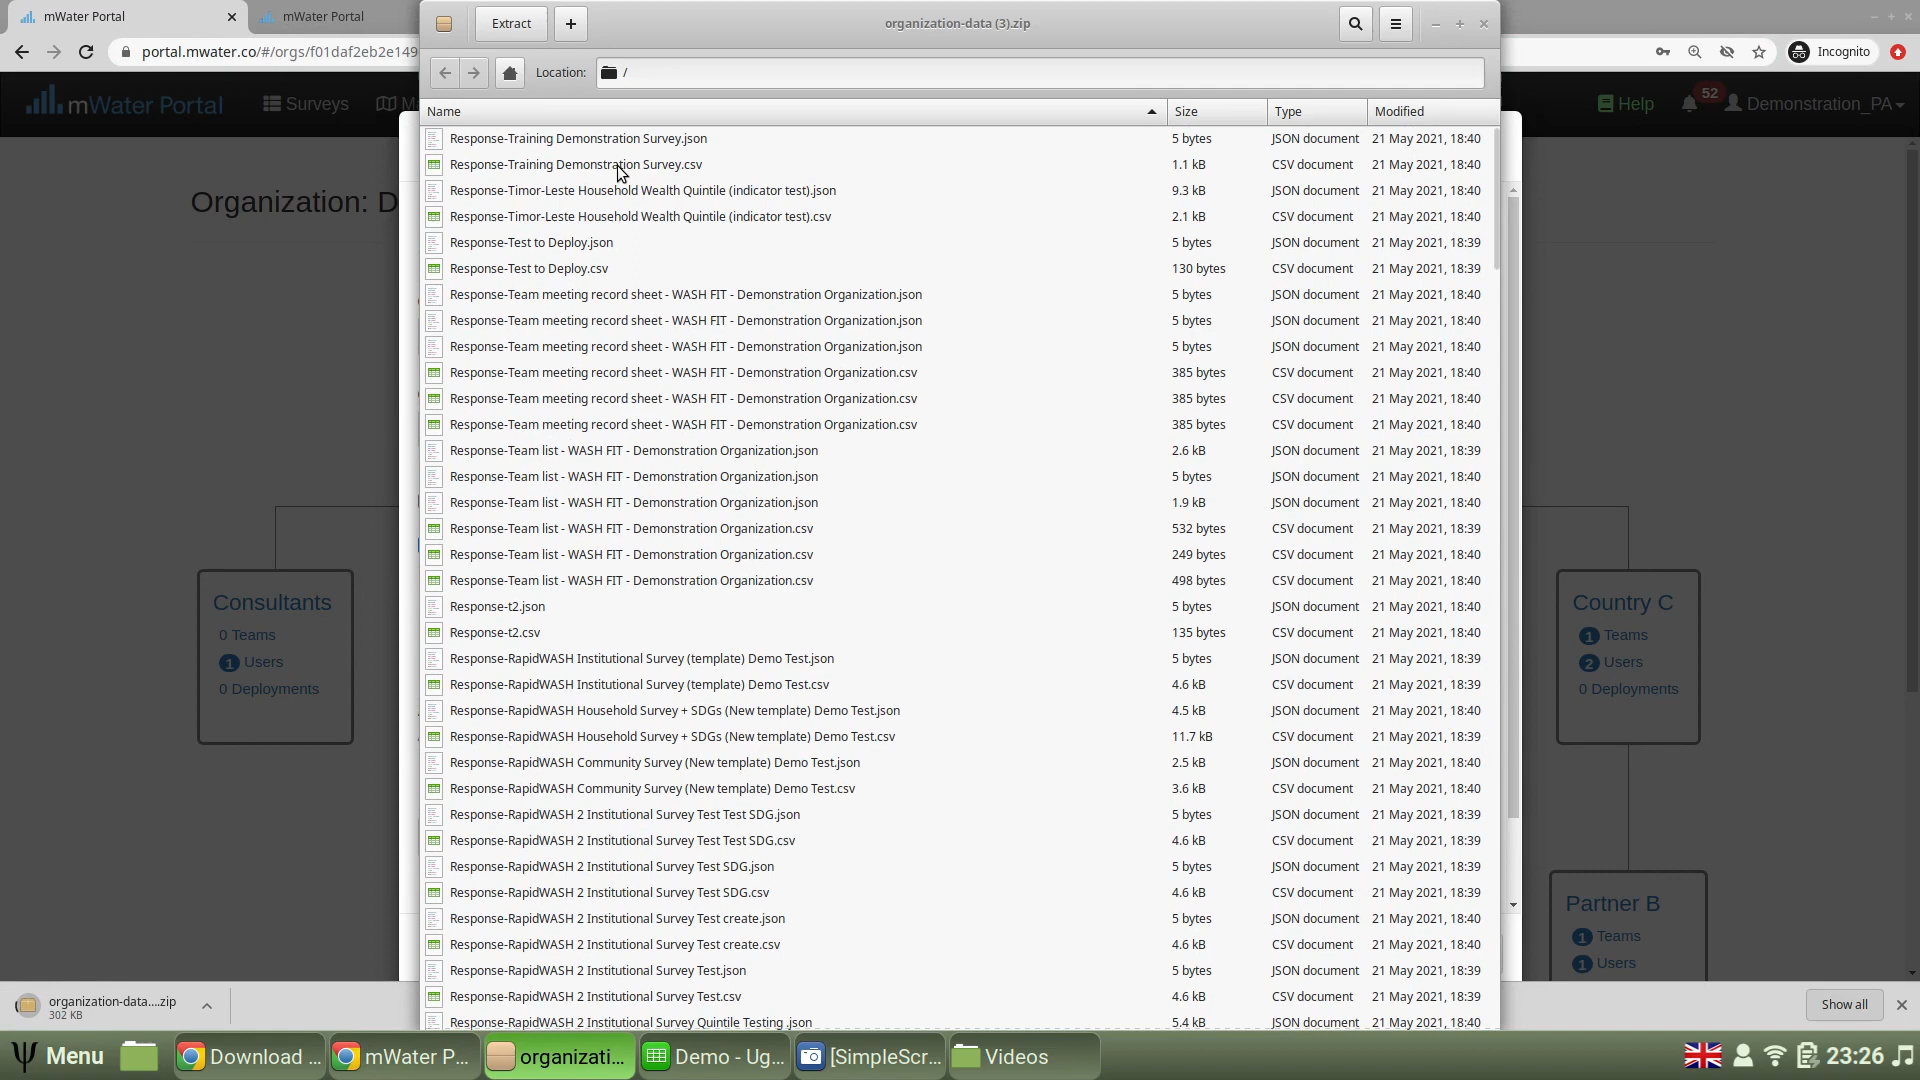 mWater Portal
mWater Portal
Extract
organization-data (3).zip
portal.mwater.co/#/orgs/f01daf2eb2e149
Incognito
Location: /
mWater Portal Surveys
Help 52 Demonstration_PA
Name Size Type Modified
Response-Training Demonstration Survey.json 5 bytes JSON document 21 May 2021, 18:40
Response-Training Demonstration Survey.csv 1.1 kB CSV document 21 May 2021, 18:40
Response-Timor-Leste Household Wealth Quintile (indicator test).json 9.3 kB JSON document 21 May 2021, 18:40
Response-Timor-Leste Household Wealth Quintile (indicator test).csv 2.1 kB CSV document 21 May 2021, 18:40
Response-Test to Deploy.json 5 bytes JSON document 21 May 2021, 18:39
Response-Test to Deploy.csv 130 bytes CSV document 21 May 2021, 18:39
Response-Team meeting record sheet - WASH FIT - Demonstration Organization.json 5 bytes JSON document 21 May 2021, 18:40
Response-Team meeting record sheet - WASH FIT - Demonstration Organization.json 5 bytes JSON document 21 May 2021, 18:40
Response-Team meeting record sheet - WASH FIT - Demonstration Organization.json 5 bytes JSON document 21 May 2021, 18:40
Response-Team meeting record sheet - WASH FIT - Demonstration Organization.csv 385 bytes CSV document 21 May 2021, 18:40
Response-Team meeting record sheet - WASH FIT - Demonstration Organization.csv 385 bytes CSV document 21 May 2021, 18:40
Response-Team meeting record sheet - WASH FIT - Demonstration Organization.csv 385 bytes CSV document 21 May 2021, 18:40
Response-Team list - WASH FIT - Demonstration Organization.json 2.6 kB JSON document 21 May 2021, 18:39
Response-Team list - WASH FIT - Demonstration Organization.json 5 bytes JSON document 21 May 2021, 18:40
Response-Team list - WASH FIT - Demonstration Organization.json 1.9 kB JSON document 21 May 2021, 18:40
Response-Team list - WASH FIT - Demonstration Organization.csv 532 bytes CSV document 21 May 2021, 18:39
Response-Team list - WASH FIT - Demonstration Organization.csv 249 bytes CSV document 21 May 2021, 18:40
Response-Team list - WASH FIT - Demonstration Organization.csv 498 bytes CSV document 21 May 2021, 18:40
Response-t2.json 5 bytes JSON document 21 May 2021, 18:40
Response-t2.csv 135 bytes CSV document 21 May 2021, 18:40
Response-RapidWASH Institutional Survey (template) Demo Test.json 5 bytes JSON document 21 May 2021, 18:39
Response-RapidWASH Institutional Survey (template) Demo Test.csv 4.6 kB CSV document 21 May 2021, 18:39
Response-RapidWASH Household Survey + SDGs (New template) Demo Test.json 4.5 kB JSON document 21 May 2021, 18:40
Response-RapidWASH Household Survey + SDGs (New template) Demo Test.csv 11.7 kB CSV document 21 May 2021, 18:39
Response-RapidWASH Community Survey (New template) Demo Test.json 2.5 kB JSON document 21 May 2021, 18:40
Response-RapidWASH Community Survey (New template) Demo Test.csv 3.6 kB CSV document 21 May 2021, 18:40
Response-RapidWASH 2 Institutional Survey Test Test SDG.json 5 bytes JSON document 21 May 2021, 18:39
Response-RapidWASH 2 Institutional Survey Test Test SDG.csv 4.6 kB CSV document 21 May 2021, 18:39
Response-RapidWASH 2 Institutional Survey Test SDG.json 5 bytes JSON document 21 May 2021, 18:39
Response-RapidWASH 2 Institutional Survey Test SDG.csv 4.6 kB CSV document 21 May 2021, 18:39
Response-RapidWASH 2 Institutional Survey Test create.json 5 bytes JSON document 21 May 2021, 18:40
Response-RapidWASH 2 Institutional Survey Test create.csv 4.6 kB CSV document 21 May 2021, 18:40
Response-RapidWASH 2 Institutional Survey Test.json 5 bytes JSON document 21 May 2021, 18:39
Response-RapidWASH 2 Institutional Survey Test.csv 4.6 kB CSV document 21 May 2021, 18:39
Response-RapidWASH 2 Institutional Survey Quintile Testing .json 5.4 kB JSON document 21 May 2021, 18:40
Organization: D
Consultants
0 Teams
1 Users
0 Deployments
Country C
1 Teams
2 Users
0 Deployments
Partner B
1 Teams
1 Users
organization-data....zip
302 KB
Show all
Menu
Download ...
mWater P...
organizati...
Demo - Ug...
[SimpleScr...
Videos
23:26